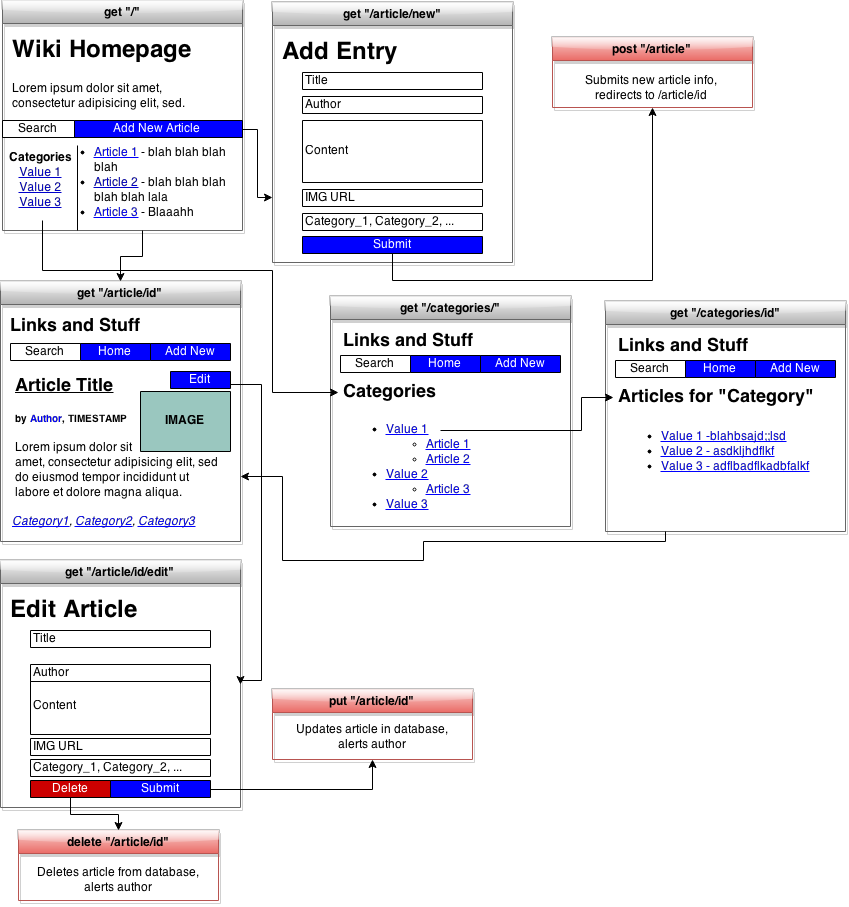 get "/"
Wiki Homepage
Lorem ipsum dolor sit amet,
consectetur adipisicing elit, sed.
Search
Add New Article
Categories
Value 1
Value 2
Value 3
Article 1 - blah blah blah
blah
Article 2 - blah blah blah
blah blah lala
Article 3 - Blaaahh
get "/article/new"
Add Entry
Title
Author
Content
IMG URL
Category_1, Category_2, ...
Submit
post "/article"
Submits new article info,
redirects to /article/id
get "/article/id"
Links and Stuff
Search
Home
Add New
Edit
Article Title
by Author, TIMESTAMP
IMAGE
Lorem ipsum dolor sit
amet, consectetur adipisicing elit, sed
do eiusmod tempor incididunt ut
labore et dolore magna aliqua.
Category1, Category2, Category3
get "/categories/"
Links and Stuff
Search
Home
Add New
Categories
Value 1
Article 1
Article 2
Value 2
Article 3
Value 3
get "/categories/id"
Links and Stuff
Search
Home
Add New
Articles for "Category"
Value 1 -blahbsajd;;lsd
Value 2 - asdkljhdflkf
Value 3 - adflbadflkadbfalkf
get "/article/id/edit"
Edit Article
Title
Author
Content
IMG URL
Category_1, Category_2, ...
Delete
Submit
put "/article/id"
Updates article in database,
alerts author
delete "/article/id"
Deletes article from database,
alerts author